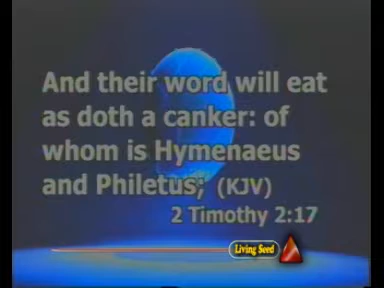 And their word will eat
as doth a canker: of
whom is Hymenaeus
and Philetus; (KJV)
2 Timothy 2:17
Living Seed